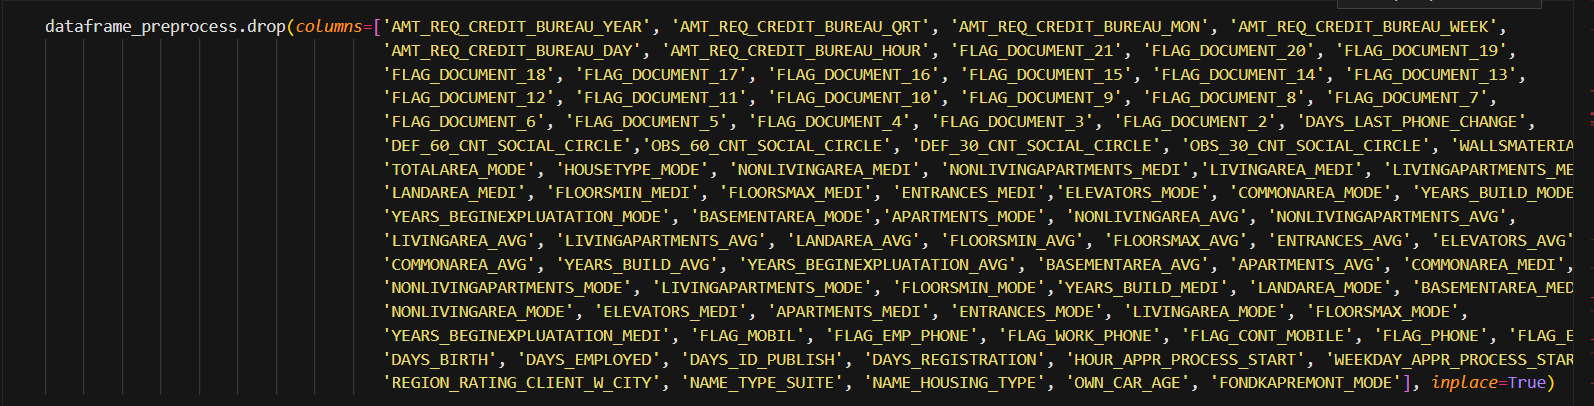 dataframe_preprocess.drop(columns=['AMT_REQ_CREDIT_BUREAU_YEAR', 'AMT_REQ_CREDIT_BUREAU_QRT', 'AMT_REQ_CREDIT_BUREAU_MON', 'AMT_REQ_CREDIT_BUREAU_WEEK',
'AMT_REQ_CREDIT_BUREAU_DAY', 'AMT_REQ_CREDIT_BUREAU_HOUR', 'FLAG_DOCUMENT_21', 'FLAG_DOCUMENT_20', 'FLAG_DOCUMENT_19',
'FLAG_DOCUMENT_18', 'FLAG_DOCUMENT_17', 'FLAG_DOCUMENT_16', 'FLAG_DOCUMENT_15', 'FLAG_DOCUMENT_14', 'FLAG_DOCUMENT_13',
'FLAG_DOCUMENT_12', 'FLAG_DOCUMENT_11', 'FLAG_DOCUMENT_10', 'FLAG_DOCUMENT_9', 'FLAG_DOCUMENT_8', 'FLAG_DOCUMENT_7',
'FLAG_DOCUMENT_6', 'FLAG_DOCUMENT_5', 'FLAG_DOCUMENT_4', 'FLAG_DOCUMENT_3', 'FLAG_DOCUMENT_2', 'DAYS_LAST_PHONE_CHANGE',
'DEF_60_CNT_SOCIAL_CIRCLE','OBS_60_CNT_SOCIAL_CIRCLE', 'DEF_30_CNT_SOCIAL_CIRCLE', 'OBS_30_CNT_SOCIAL_CIRCLE', 'WALLSMATERIA
'TOTALAREA_MODE', 'HOUSETYPE_MODE', 'NONLIVINGAREA_MEDI', 'NONLIVINGAPARTMENTS_MEDI','LIVINGAREA_MEDI', 'LIVINGAPARTMENTS_ME
'LANDAREA_MEDI', 'FLOORSMIN_MEDI', 'FLOORSMAX_MEDI', 'ENTRANCES_MEDI','ELEVATORS_MODE', 'COMMONAREA_MODE', 'YEARS_BUILD_MODE
'YEARS_BEGINEXPLUATATION_MODE', 'BASEMENTAREA_MODE','APARTMENTS_MODE', 'NONLIVINGAREA_AVG', 'NONLIVINGAPARTMENTS_AVG',
'LIVINGAREA_AVG', 'LIVINGAPARTMENTS_AVG', 'LANDAREA_AVG', 'FLOORSMIN_AVG', 'FLOORSMAX_AVG', 'ENTRANCES_AVG', 'ELEVATORS_AVG'
'COMMONAREA_AVG', 'YEARS_BUILD_AVG', 'YEARS_BEGINEXPLUATATION_AVG', 'BASEMENTAREA_AVG', 'APARTMENTS_AVG', 'COMMONAREA_MEDI',
'NONLIVINGAPARTMENTS_MODE', 'LIVINGAPARTMENTS_MODE', 'FLOORSMIN_MODE','YEARS_BUILD_MEDI', 'LANDAREA_MODE', 'BASEMENTAREA_MED
'NONLIVINGAREA_MODE', 'ELEVATORS_MEDI', 'APARTMENTS_MEDI', 'ENTRANCES_MODE', 'LIVINGAREA_MODE', 'FLOORSMAX_MODE',
'YEARS_BEGINEXPLUATATION_MEDI', 'FLAG_MOBIL', 'FLAG_EMP_PHONE', 'FLAG_WORK_PHONE', 'FLAG_CONT_MOBILE', 'FLAG_PHONE', 'FLAG_E
'DAYS_BIRTH', 'DAYS_EMPLOYED', 'DAYS_ID_PUBLISH', 'DAYS_REGISTRATION', 'HOUR_APPR_PROCESS_START', 'WEEKDAY_APPR_PROCESS_STAR
'REGION_RATING_CLIENT_W_CITY', 'NAME_TYPE_SUITE', 'NAME_HOUSING_TYPE', 'OWN_CAR_AGE', 'FONDKAPREMONT_MODE'], inplace=True)